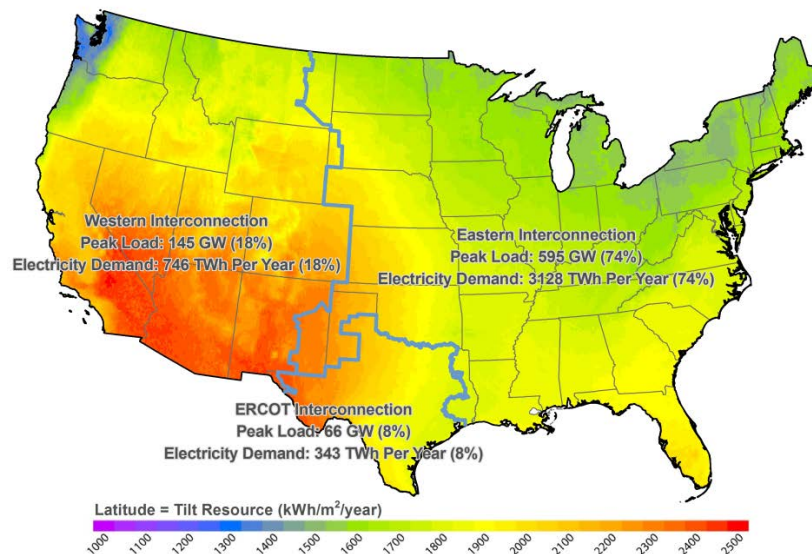 Western Interconnection
Peak Load: 145 GW (18%)
Electricity Demand: 746 TWh Per Year (18%)
Eastern Interconnection
Peak Load: 595 GW (74%)
Electricity Demand: 3128 TWh Per Year (74%)
ERCOT Interconnection
Peak Load: 66 GW (8%)
Electricity Demand: 343 TWh Per Year (8%)
Latitude = Tilt Resource (kWh/m²/year)
1000 1100 1200 1300 1400 1500 1600 1700 1800 1900 2000 2100 2200 2300 2400 2500